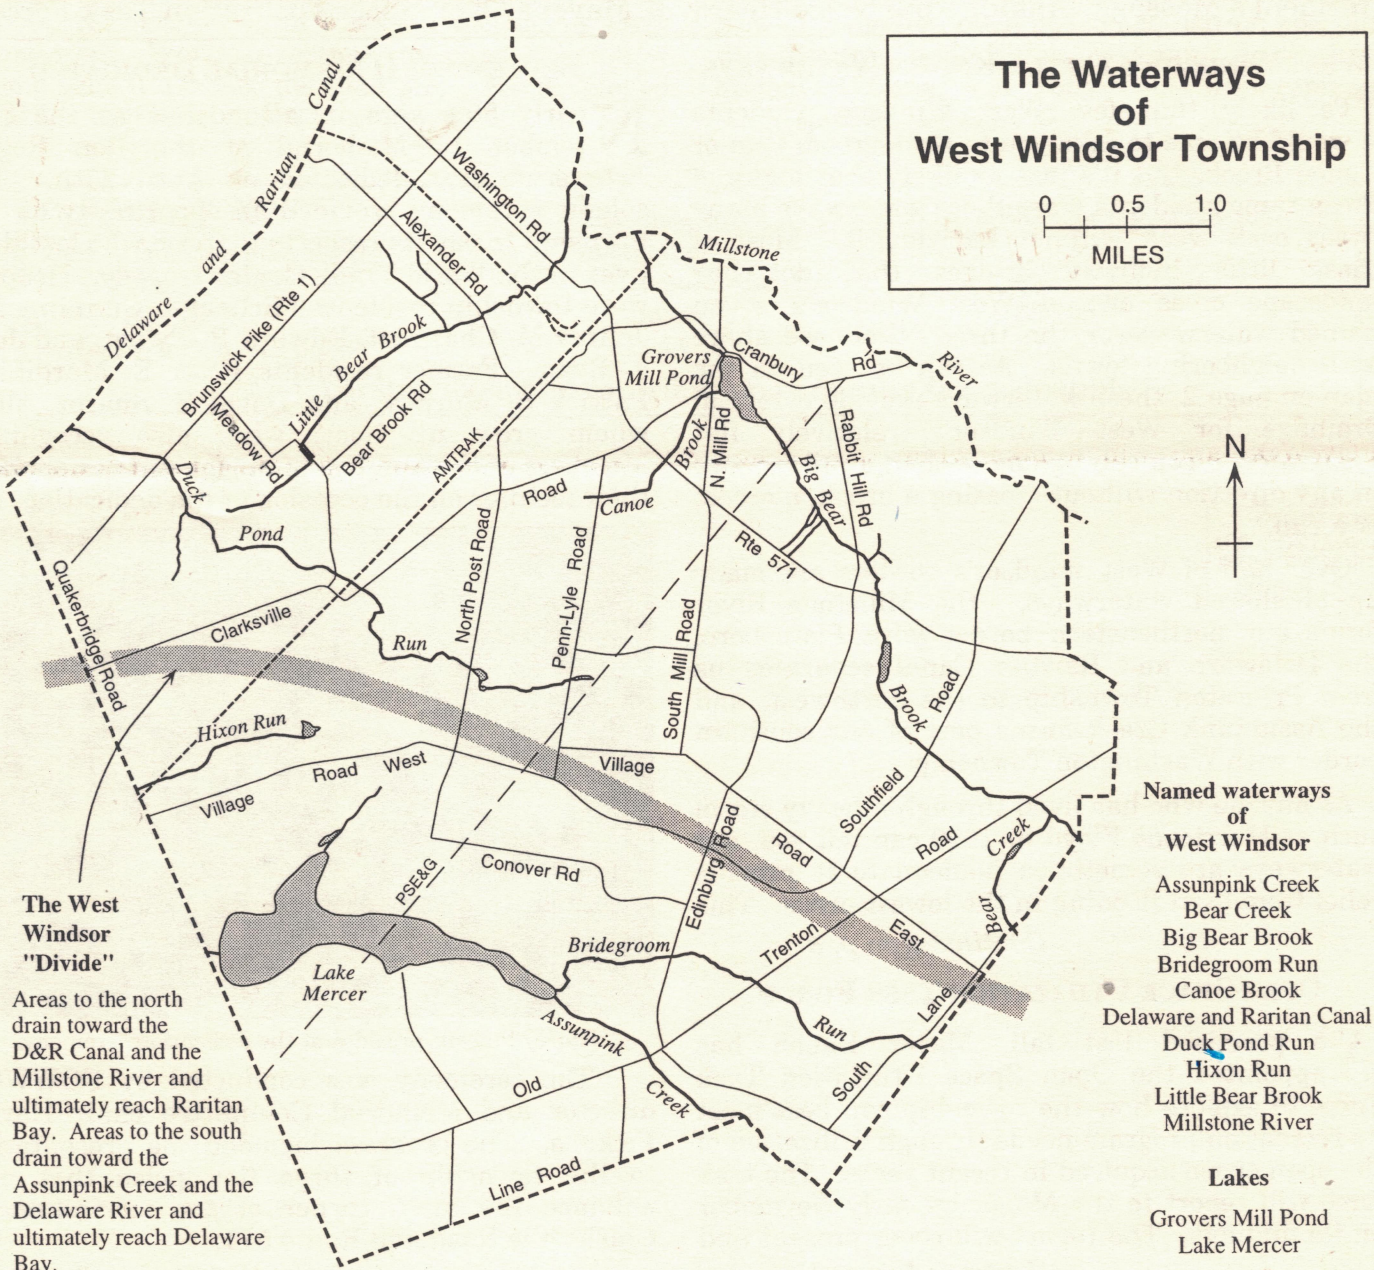 The Waterways
of
West Windsor Township
0 0.5 1.0
MILES
N
Delaware and Raritan Canal
Washington Rd
Alexander Rd
Millstone
River
Brunswick Pike (Rte 1)
Little Bear Brook
Meadow Rd
Bear Brook Rd
AMTRAK
Grovers
Mill Pond
Cranbury Rd
Rabbit Hill Rd
N. Mill Rd
Canoe Brook
Big Bear
Brook
Rte 571
Duck
Pond
Run
Road
North Post Road
Penn-Lyle Road
South Mill Road
Quakerbridge Road
Clarksville
Hixon Run
Village Road West
Village
Road
East
Southfield Road
Edinburg Road
Conover Rd
PSE&G
Trenton
Road
Bear
Creek
Lake
Mercer
Bridegroom
Run
Assunpink
Creek
Old
South Lane
Line Road
The West
Windsor
"Divide"
Areas to the north
drain toward the
D&R Canal and the
Millstone River and
ultimately reach Raritan
Bay. Areas to the south
drain toward the
Assunpink Creek and the
Delaware River and
ultimately reach Delaware
Bay.
Named waterways
of
West Windsor
Assunpink Creek
Bear Creek
Big Bear Brook
Bridegroom Run
Canoe Brook
Delaware and Raritan Canal
Duck Pond Run
Hixon Run
Little Bear Brook
Millstone River
Lakes
Grovers Mill Pond
Lake Mercer